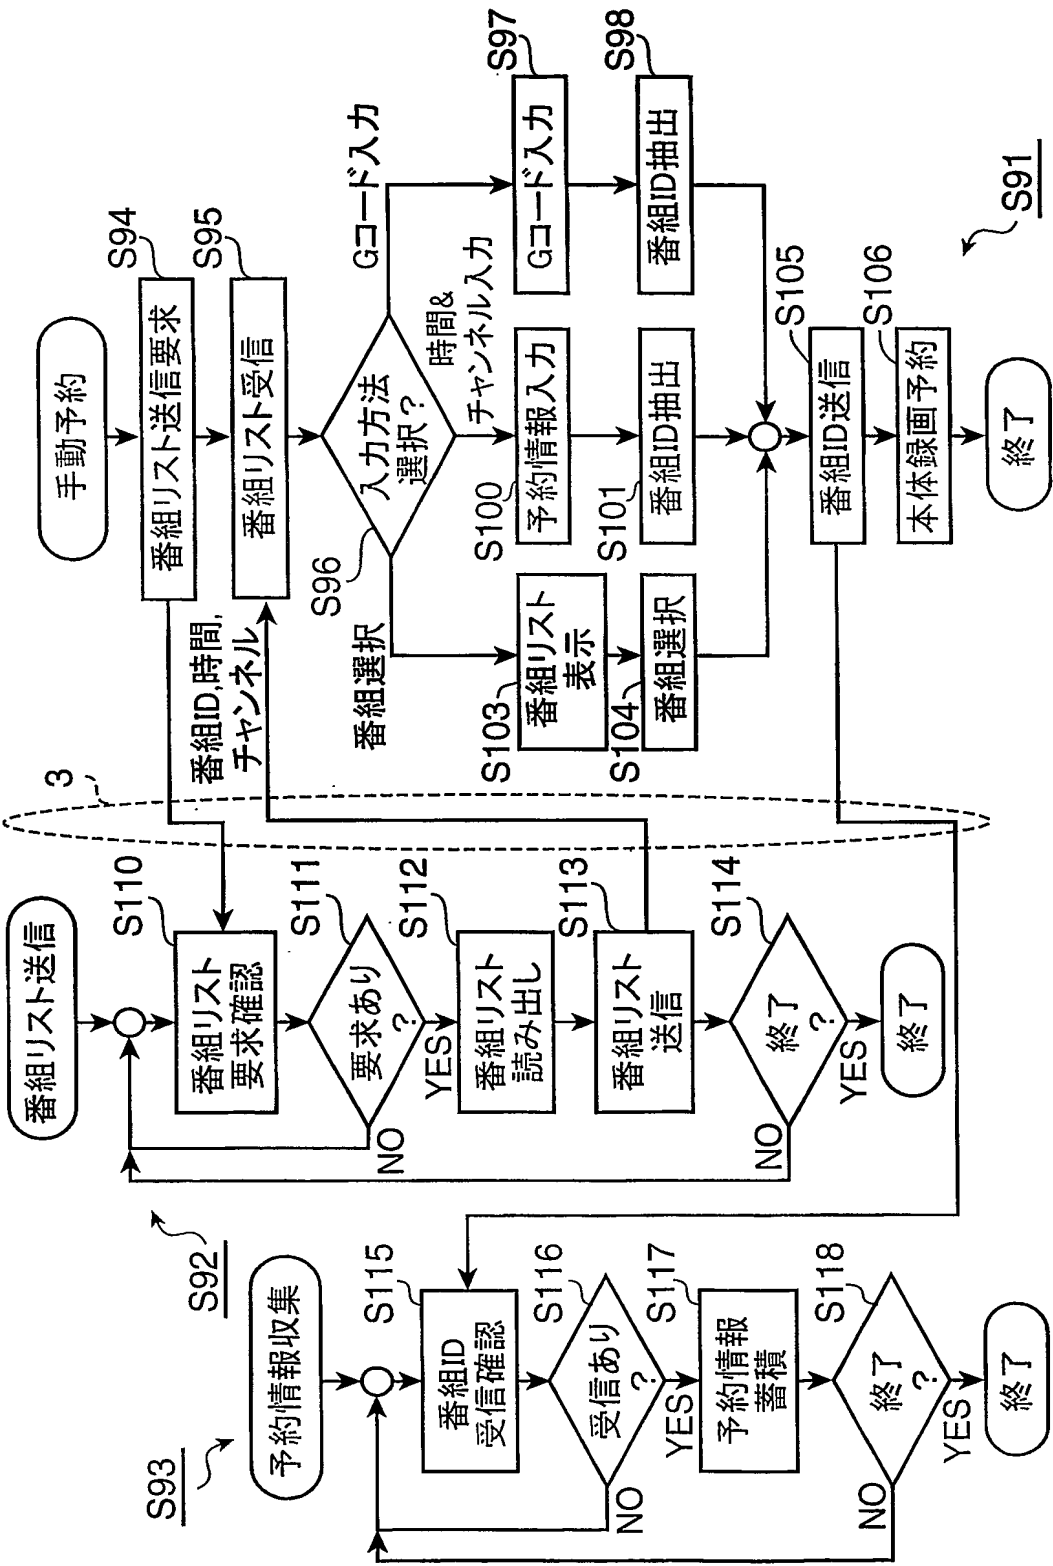 S93
予約情報収集
S115
番組ID
受信確認
S116
受信あり
?
YES
NO
S117
予約情報
蓄積
S118
終了
?
YES
NO
終了
S92
番組リスト送信
S110
番組リスト
要求確認
S111
要求あり
?
YES
NO
S112
番組リスト
読み出し
S113
番組リスト
送信
S114
終了
?
YES
NO
終了
3
番組ID,時間,
チャンネル
手動予約
S94
番組リスト送信要求
S95
番組リスト受信
S96
入力方法
選択?
番組選択
時間&
チャンネル入力
Gコード入力
S103
番組リスト
表示
S104
番組選択
S100
予約情報入力
S101
番組ID抽出
S97
Gコード入力
S98
番組ID抽出
S105
番組ID送信
S106
本体録画予約
終了
S91